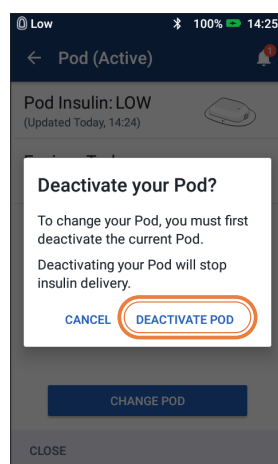 Low 100% 14:25
Pod (Active)
1
Pod Insulin: LOW
(Updated Today, 14:24)
Deactivate your Pod?
To change your Pod, you must first
deactivate the current Pod.
Deactivating your Pod will stop
insulin delivery.
CANCEL DEACTIVATE POD
CHANGE POD
CLOSE